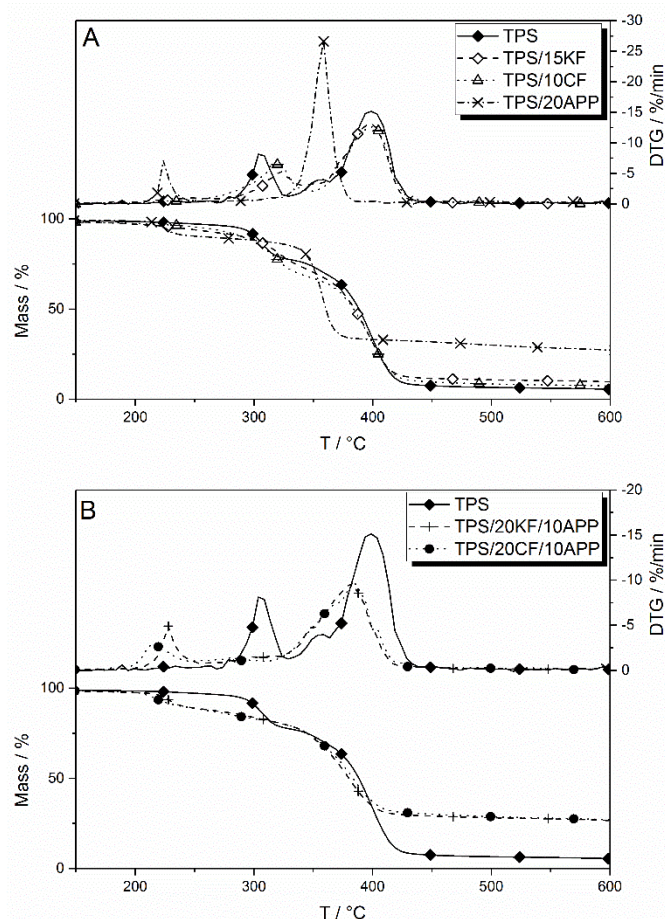 A
TPS
TPS/15KF
TPS/10CF
TPS/20APP
-30
-25
-20
-15
-10
-5
0
DTG / %/min
100
50
0
Mass / %
200
300
400
500
600
T / °C
B
TPS
TPS/20KF/10APP
TPS/20CF/10APP
-20
-15
-10
-5
0
DTG / %/min
100
50
0
Mass / %
200
300
400
500
600
T / °C